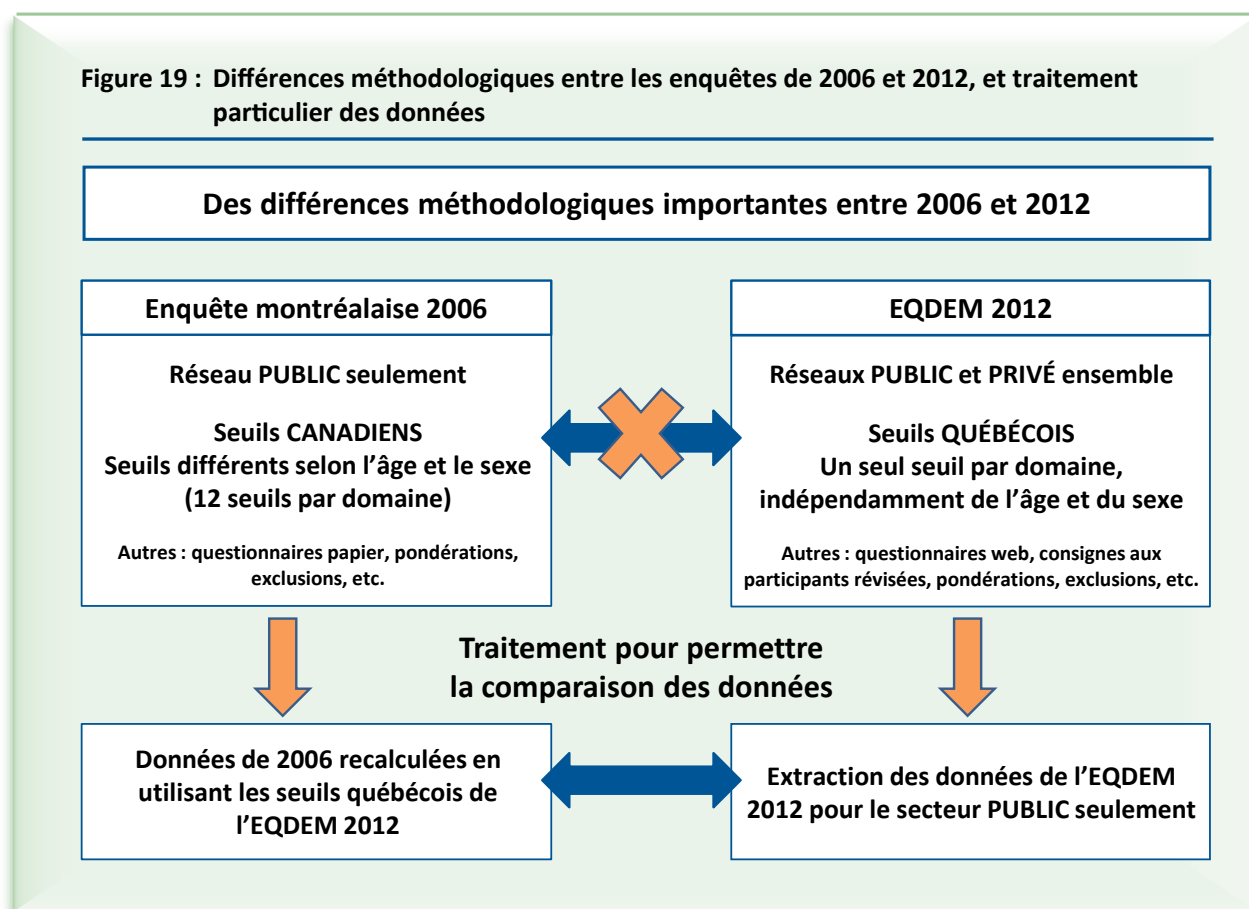 Figure 19 : Différences méthodologiques entre les enquêtes de 2006 et 2012, et traitement
particulier des données
Des différences méthodologiques importantes entre 2006 et 2012
Enquête montréalaise 2006
Réseau PUBLIC seulement
Seuils CANADIENS
Seuils différents selon l’âge et le sexe
(12 seuils par domaine)
Autres : questionnaires papier, pondérations,
exclusions, etc.
EQDEM 2012
Réseaux PUBLIC et PRIVÉ ensemble
Seuils QUÉBÉCOIS
Un seul seuil par domaine,
indépendamment de l’âge et du sexe
Autres : questionnaires web, consignes aux
participants révisées, pondérations, exclusions, etc.
Traitement pour permettre
la comparaison des données
Données de 2006 recalculées en
utilisant les seuils québécois de
l’EQDEM 2012
Extraction des données de l’EQDEM
2012 pour le secteur PUBLIC seulement